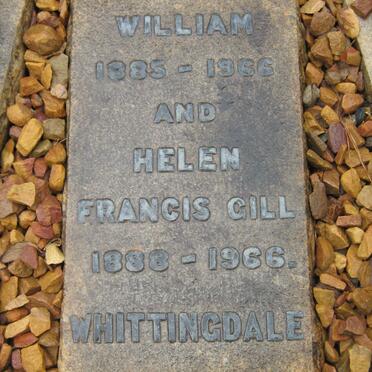 WILLIAM
1885 - 1966
AND
HELEN
FRANCIS GILL
1888 - 1966.
WHITTINGDALE